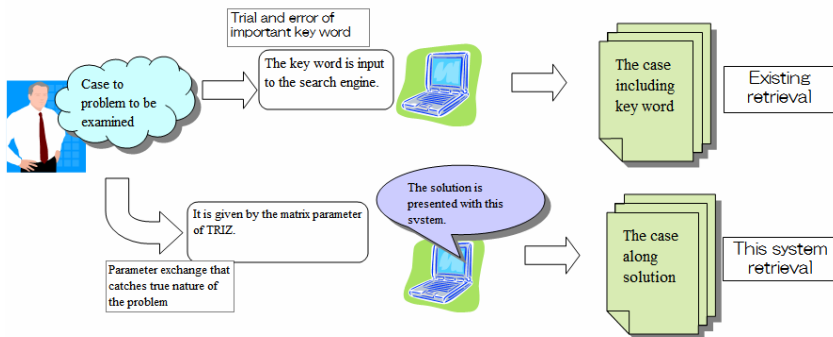 Trial and error of
important key word
Case to
problem to be
examined
The key word is input
to the search engine.
The case
including
key word
Existing
retrieval
It is given by the matrix parameter
of TRIZ.
Parameter exchange that
catches true nature of
the problem
The solution is
presented with this
system.
The case
along
solution
This system
retrieval